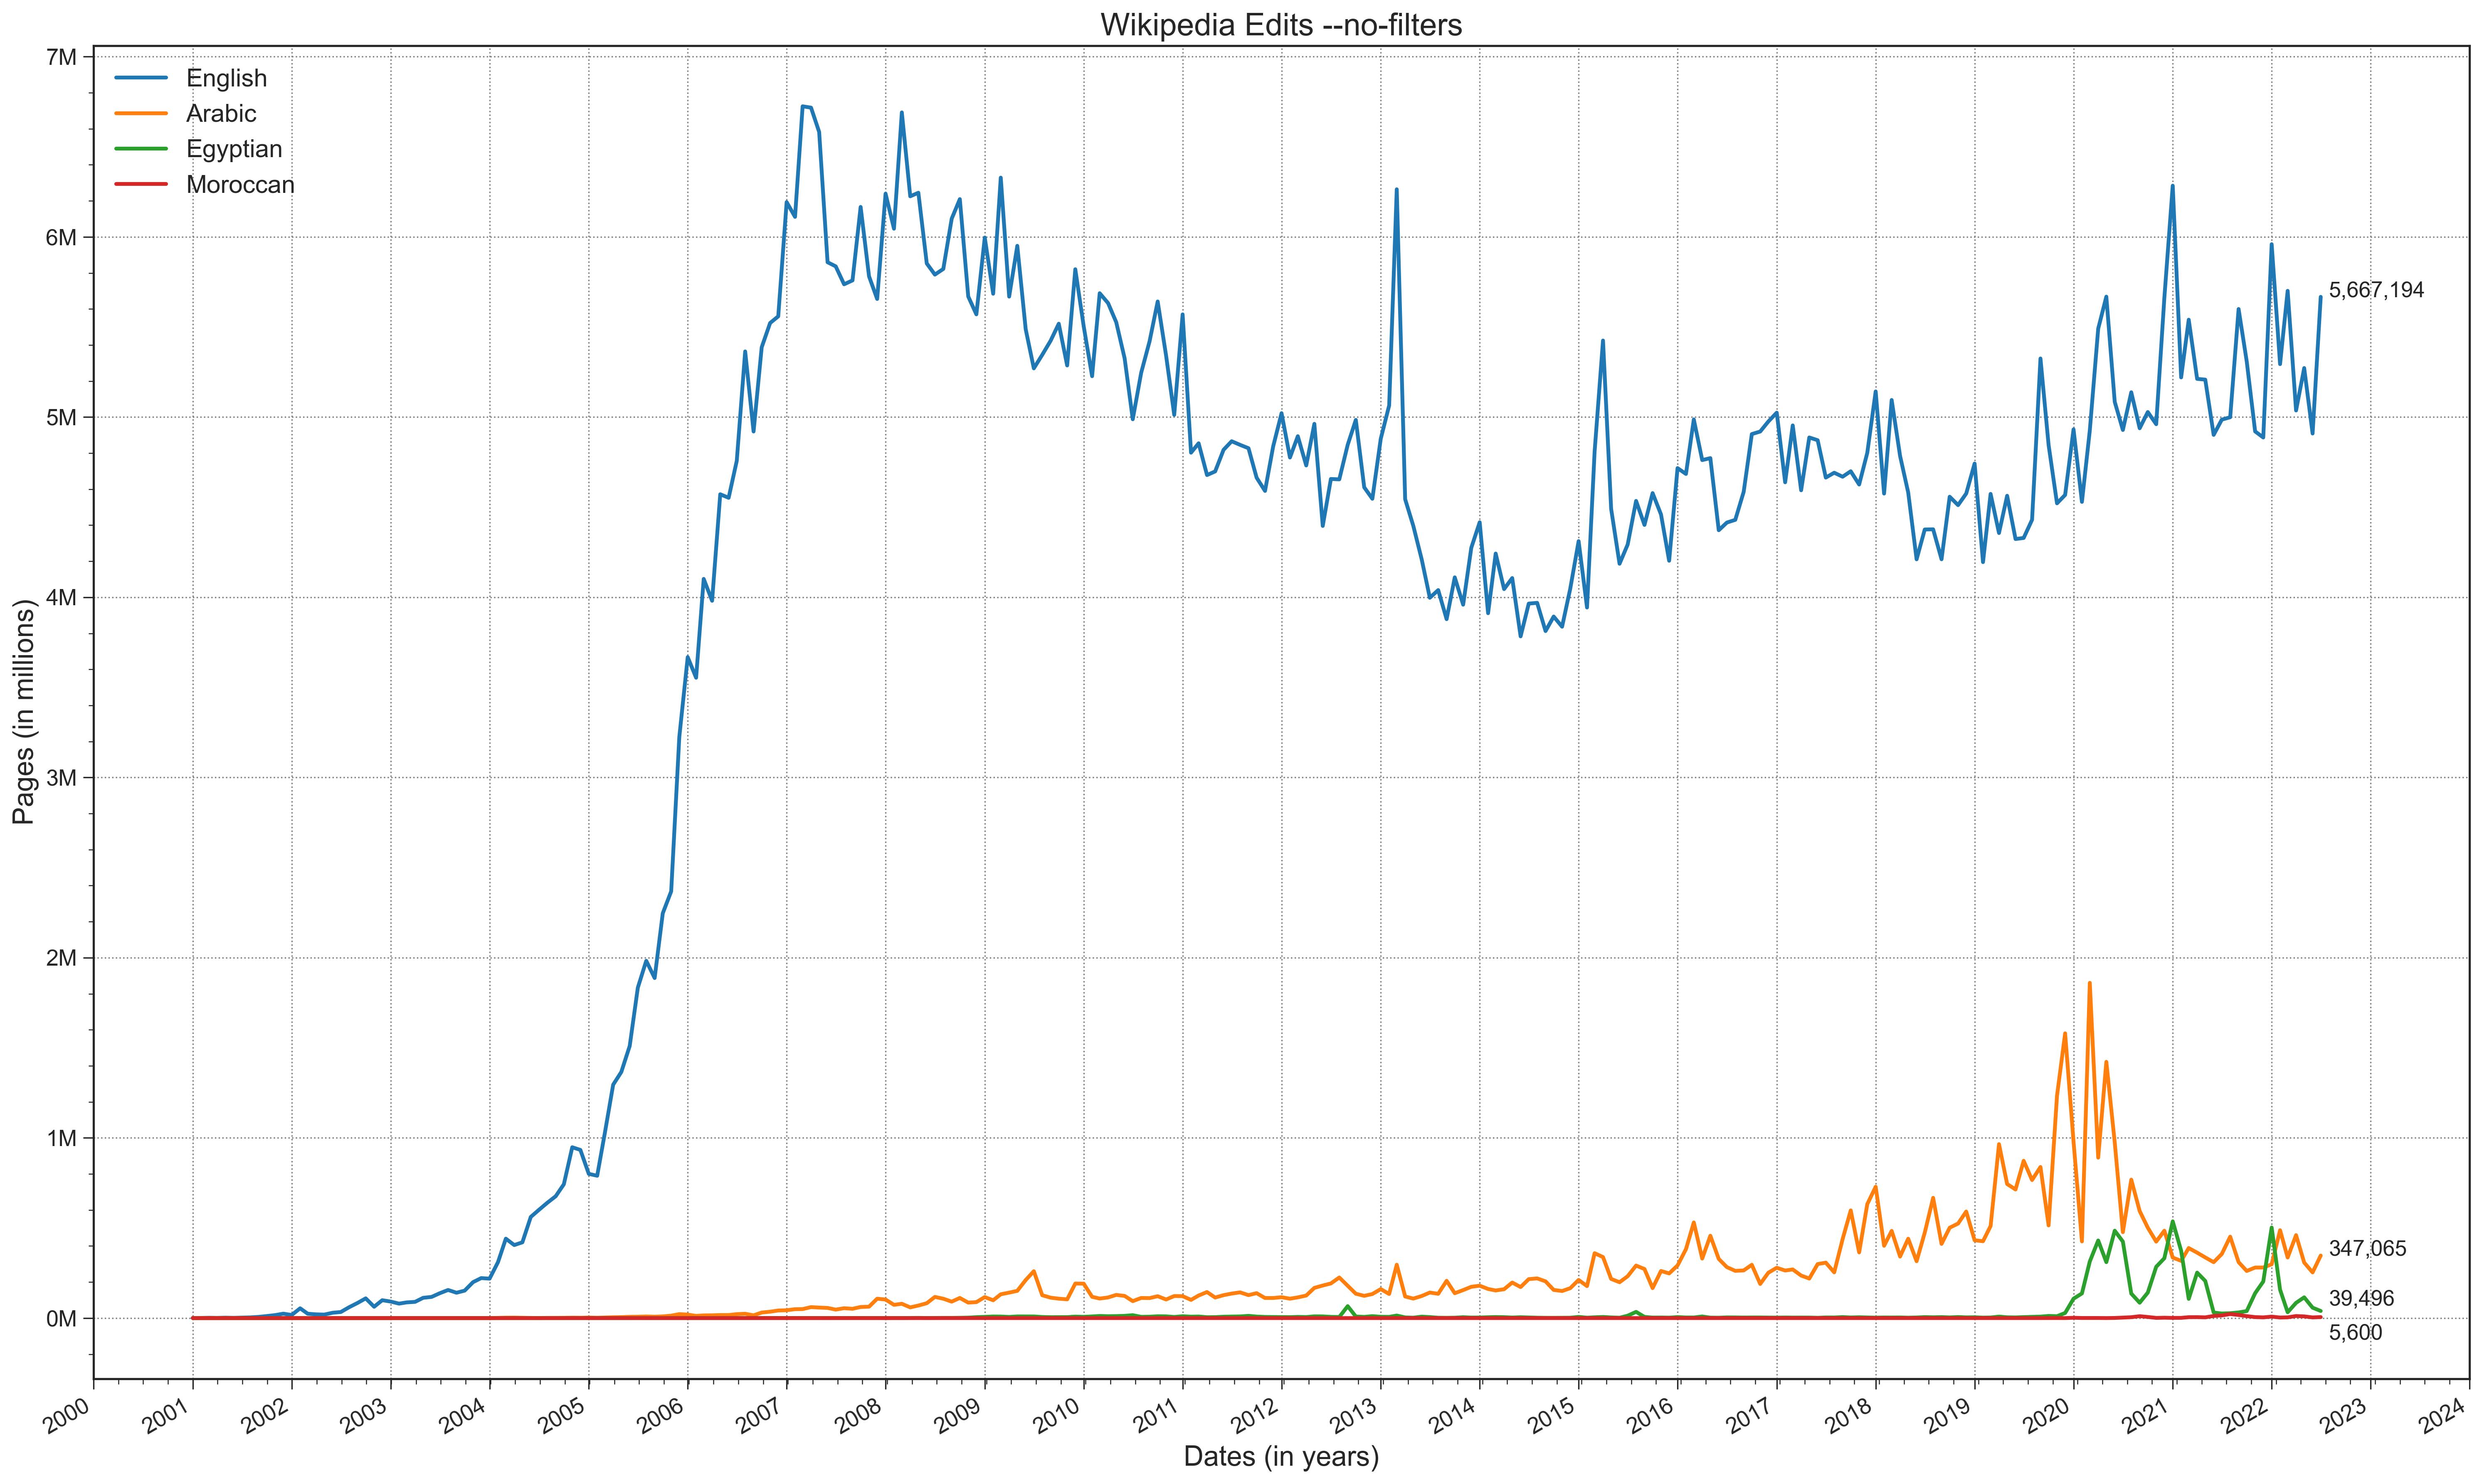 Wikipedia Edits --no-filters
7M
6M
5M
4M
3M
2M
1M
0M
Pages (in millions)
English
Arabic
Egyptian
Moroccan
5,667,194
347,065
39,496
5,600
2000
2001
2002
2003
2004
2005
2006
2007
2008
2009
2010
2011
2012
2013
2014
2015
2016
2017
2018
2019
2020
2021
2022
2023
2024
Dates (in years)